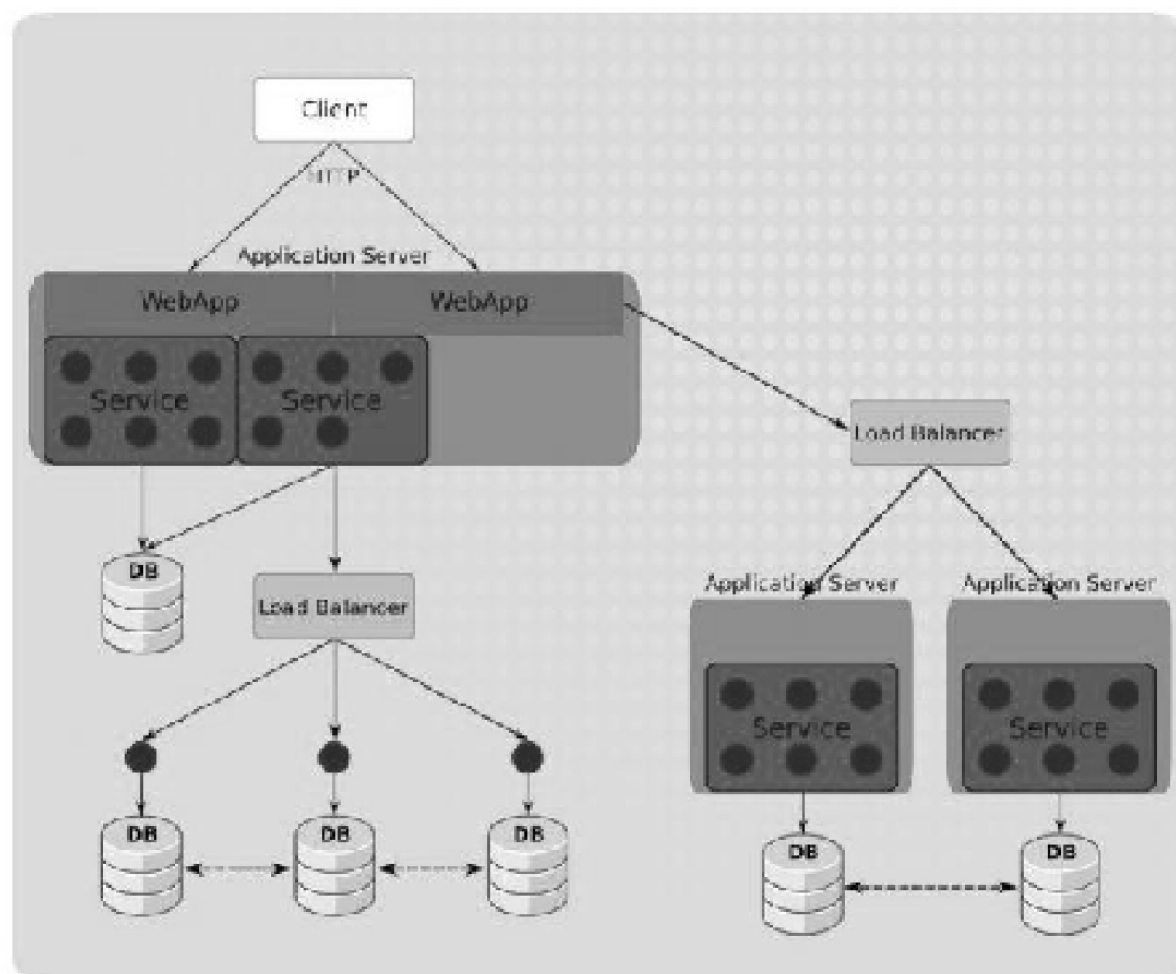 Client
HTTP
Application Server
WebApp
WebApp
Service
Service
Load Balancer
DB
Load Balancer
Application Server
Application Server
Service
Service
DB
DB
DB
DB
DB